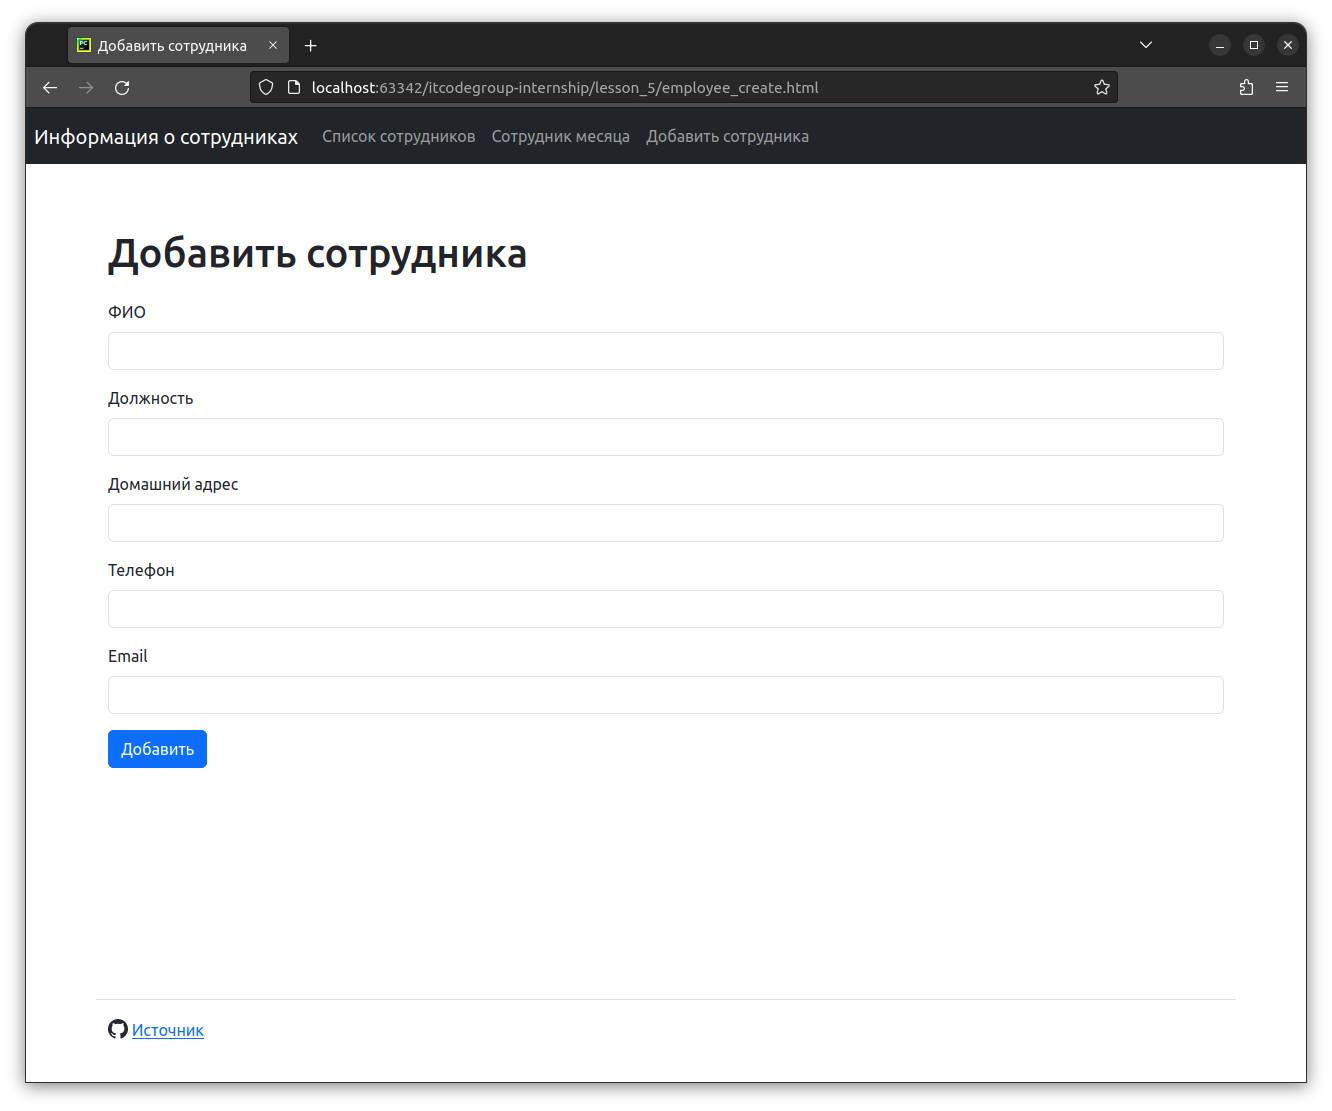 Добавить сотрудника
localhost:63342/itcodegroup-internship/lesson_5/employee_create.html
Информация о сотрудниках Список сотрудников Сотрудник месяца Добавить сотрудника
Добавить сотрудника
ФИО
Должность
Домашний адрес
Телефон
Email
Добавить
Источник